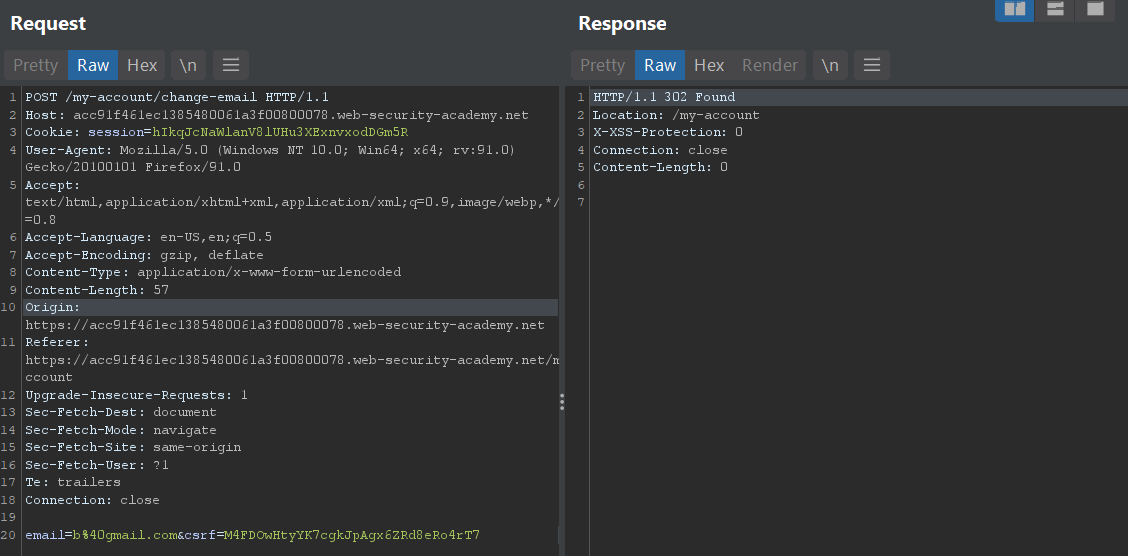 Request
Pretty Raw Hex \n
1 POST /my-account/change-email HTTP/1.1
2 Host: acc91f461ec1385480061a3f00800078.web-security-academy.net
3 Cookie: session=hIkqJcNaWlanV8lUHu3XExnvxodDGm5R
4 User-Agent: Mozilla/5.0 (Windows NT 10.0; Win64; x64; rv:91.0)
Gecko/20100101 Firefox/91.0
5 Accept:
text/html,application/xhtml+xml,application/xml;q=0.9,image/webp,*/
=0.8
6 Accept-Language: en-US,en;q=0.5
7 Accept-Encoding: gzip, deflate
8 Content-Type: application/x-www-form-urlencoded
9 Content-Length: 57
10 Origin:
https://acc91f461ec1385480061a3f00800078.web-security-academy.net
11 Referer:
https://acc91f461ec1385480061a3f00800078.web-security-academy.net/m
ccount
12 Upgrade-Insecure-Requests: 1
13 Sec-Fetch-Dest: document
14 Sec-Fetch-Mode: navigate
15 Sec-Fetch-Site: same-origin
16 Sec-Fetch-User: ?1
17 Te: trailers
18 Connection: close
19
20 email=b%40gmail.com&csrf=M4FDOwHtyYK7cgkJpAgx6ZRd8eRo4rT7
Response
Pretty Raw Hex Render \n
1 HTTP/1.1 302 Found
2 Location: /my-account
3 X-XSS-Protection: 0
4 Connection: close
5 Content-Length: 0
6
7